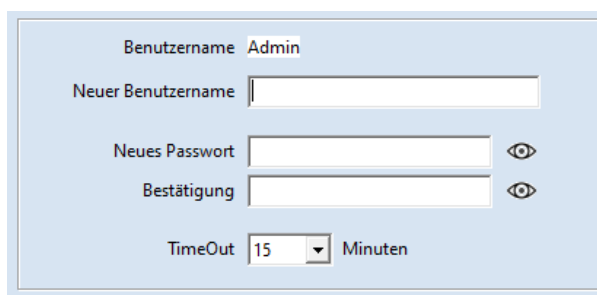 Benutzername Admin
Neuer Benutzername
Neues Passwort
Bestätigung
TimeOut 15 Minuten